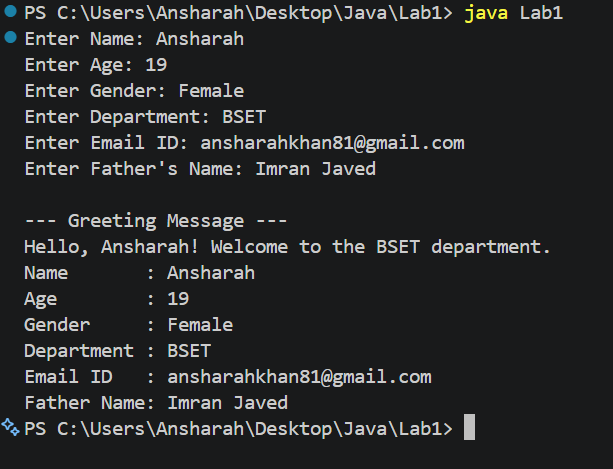 PS C:\Users\Ansharah\Desktop\Java\Lab1> java Lab1
Enter Name: Ansharah
Enter Age: 19
Enter Gender: Female
Enter Department: BSET
Enter Email ID: ansharahkhan81@gmail.com
Enter Father's Name: Imran Javed

--- Greeting Message ---
Hello, Ansharah! Welcome to the BSET department.
Name       : Ansharah
Age        : 19
Gender     : Female
Department : BSET
Email ID   : ansharahkhan81@gmail.com
Father Name: Imran Javed
PS C:\Users\Ansharah\Desktop\Java\Lab1>